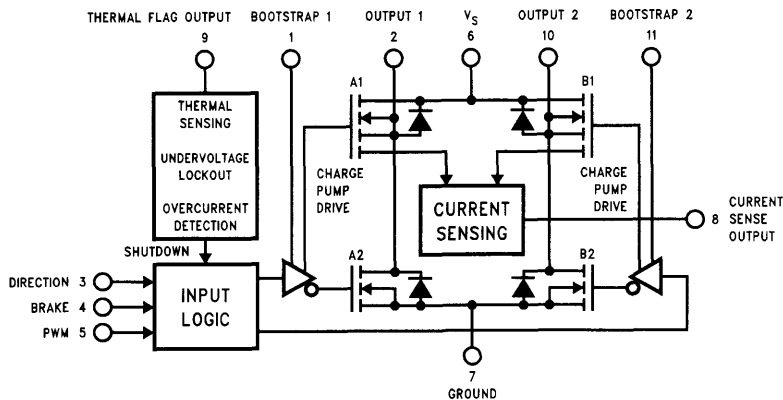 THERMAL FLAG OUTPUT
9
BOOTSTRAP 1
1
OUTPUT 1
2
VS
6
OUTPUT 2
10
BOOTSTRAP 2
11
A1
B1
THERMAL
SENSING
UNDERVOLTAGE
LOCKOUT
OVERCURRENT
DETECTION
CHARGE
PUMP
DRIVE
CURRENT
SENSING
CHARGE
PUMP
DRIVE
8
CURRENT
SENSE
OUTPUT
SHUTDOWN
A2
B2
DIRECTION 3
BRAKE 4
PWM 5
INPUT
LOGIC
7
GROUND